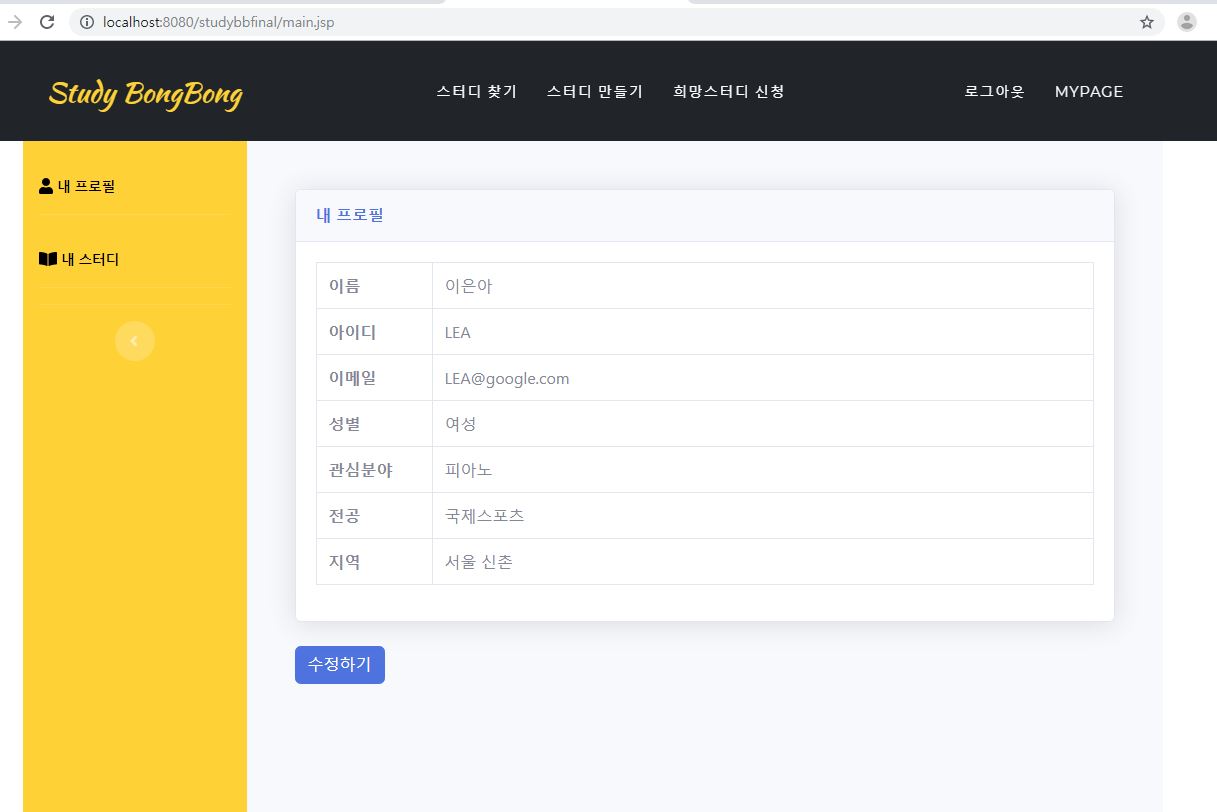 localhost:8080/studybbfinal/main.jsp
Study BongBong
스터디 찾기 스터디 만들기 희망스터디 신청 로그아웃 MYPAGE
내 프로필
내 스터디
내 프로필
이름 이은아
아이디 LEA
이메일 LEA@google.com
성별 여성
관심분야 피아노
전공 국제스포츠
지역 서울 신촌
수정하기